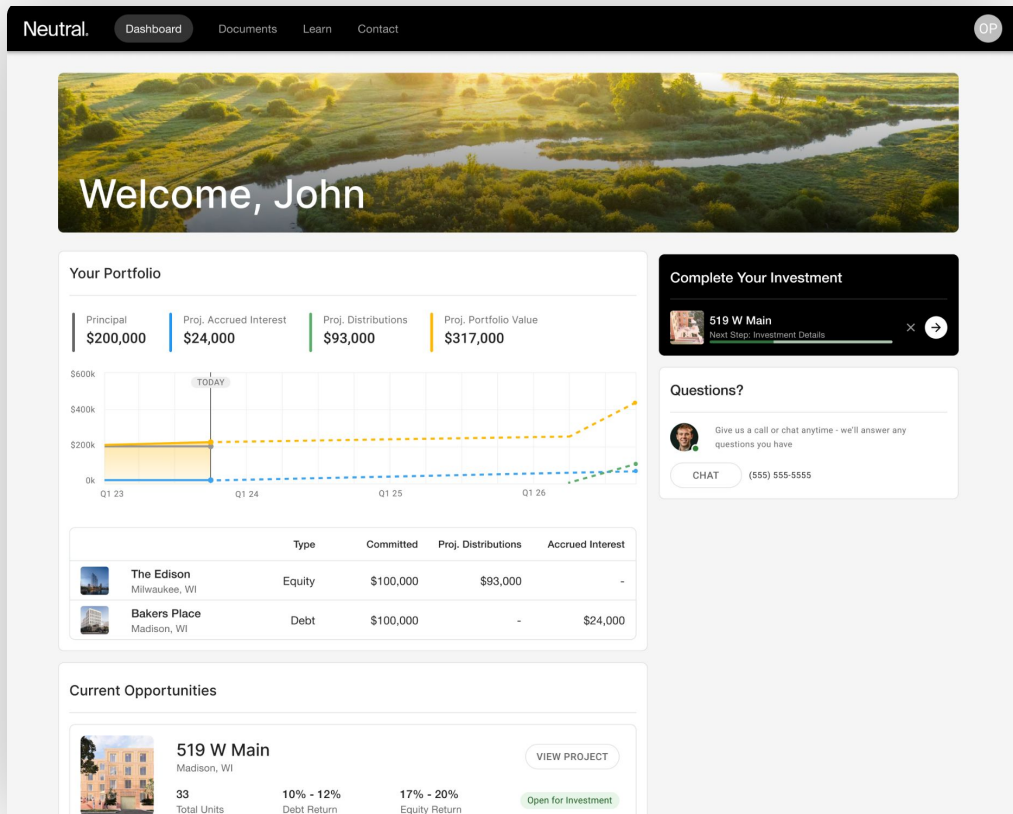 Neutral.
Dashboard
Documents
Learn
Contact
OP
Welcome, John
Your Portfolio
Principal
$200,000
Proj. Accrued Interest
$24,000
Proj. Distributions
$93,000
Proj. Portfolio Value
$317,000
$600k
$400k
$200k
0k
TODAY
Q1 23
Q1 24
Q1 25
Q1 26
Type Committed Proj. Distributions Accrued Interest
The Edison
Milwaukee, WI
Equity $100,000 $93,000 -
Bakers Place
Madison, WI
Debt $100,000 - $24,000
Complete Your Investment
519 W Main
Next Step: Investment Details
Questions?
Give us a call or chat anytime - we'll answer any
questions you have
CHAT
(555) 555-5555
Current Opportunities
519 W Main
Madison, WI
VIEW PROJECT
33
Total Units
10% - 12%
Debt Return
17% - 20%
Equity Return
Open for Investment